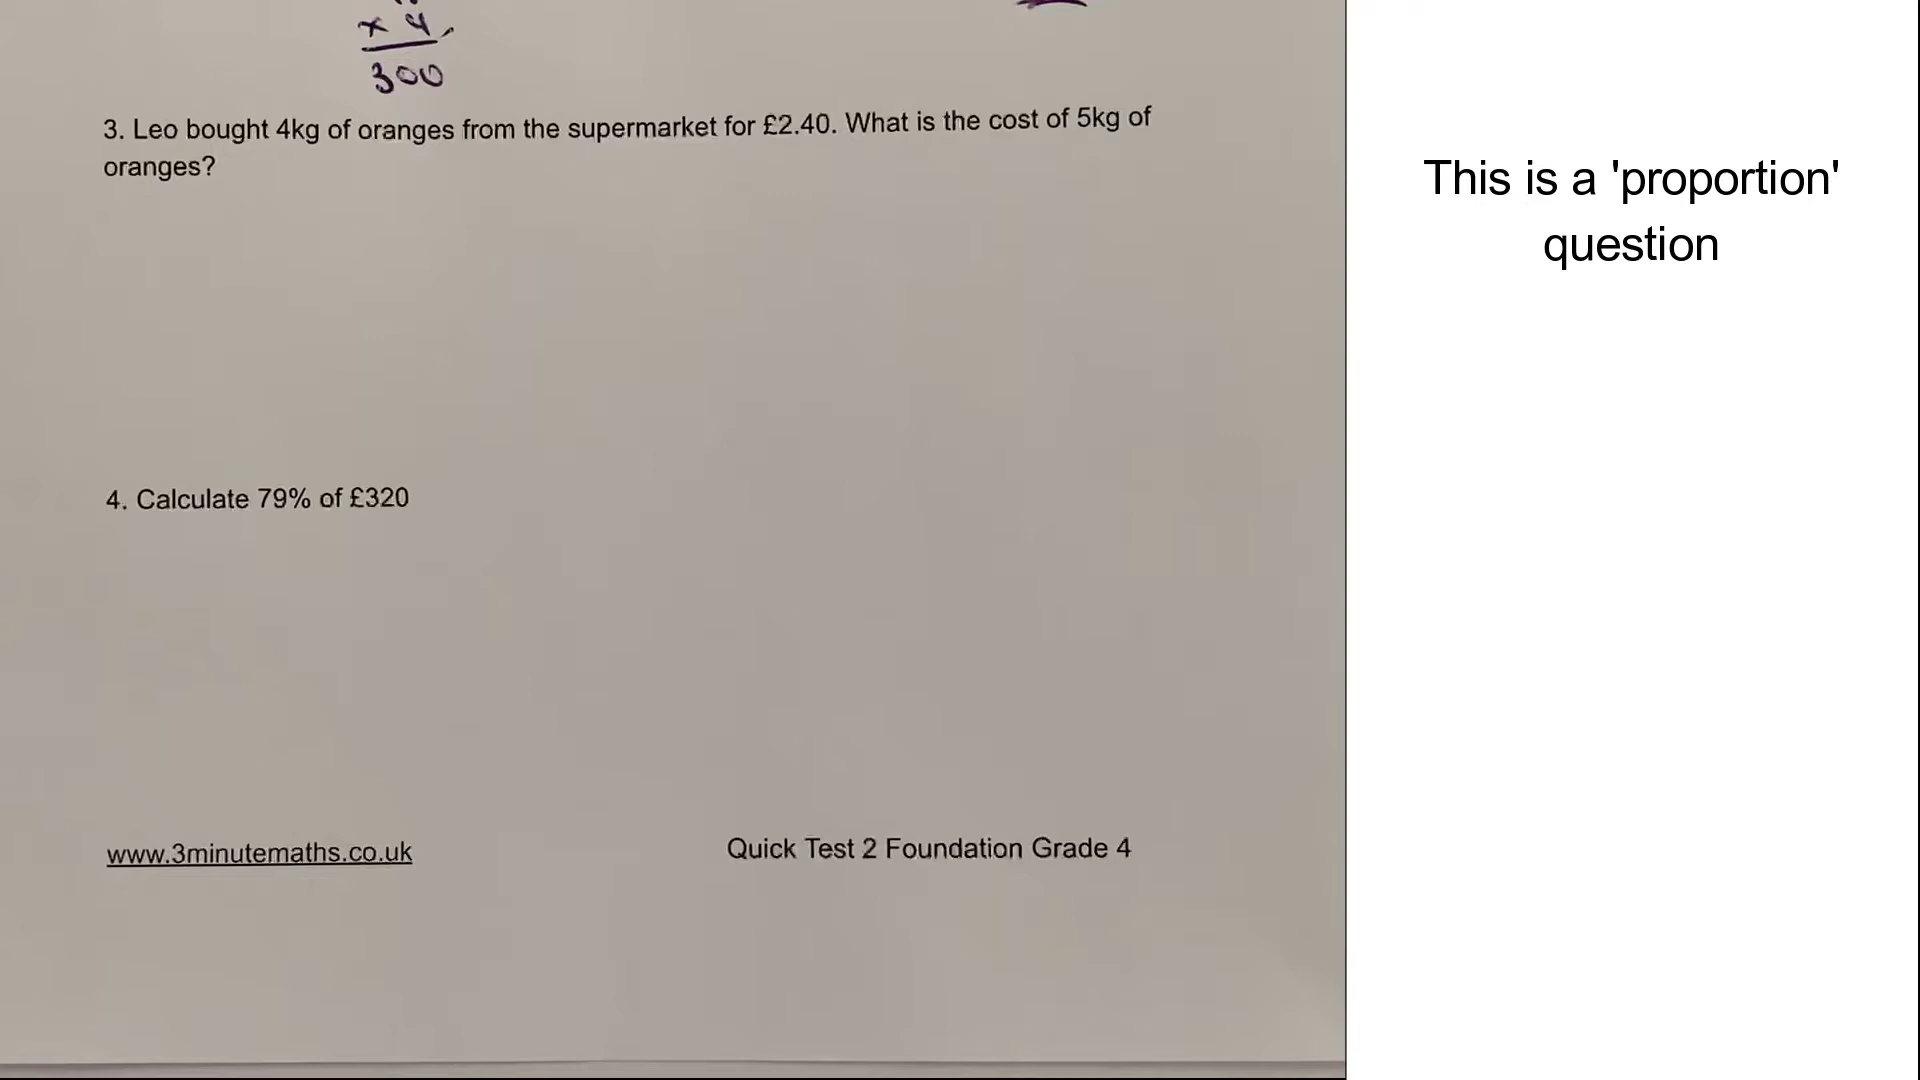 x 4
300
3. Leo bought 4kg of oranges from the supermarket for £2.40. What is the cost of 5kg of
oranges?
This is a 'proportion'
question
4. Calculate 79% of £320
www.3minutemaths.co.uk
Quick Test 2 Foundation Grade 4